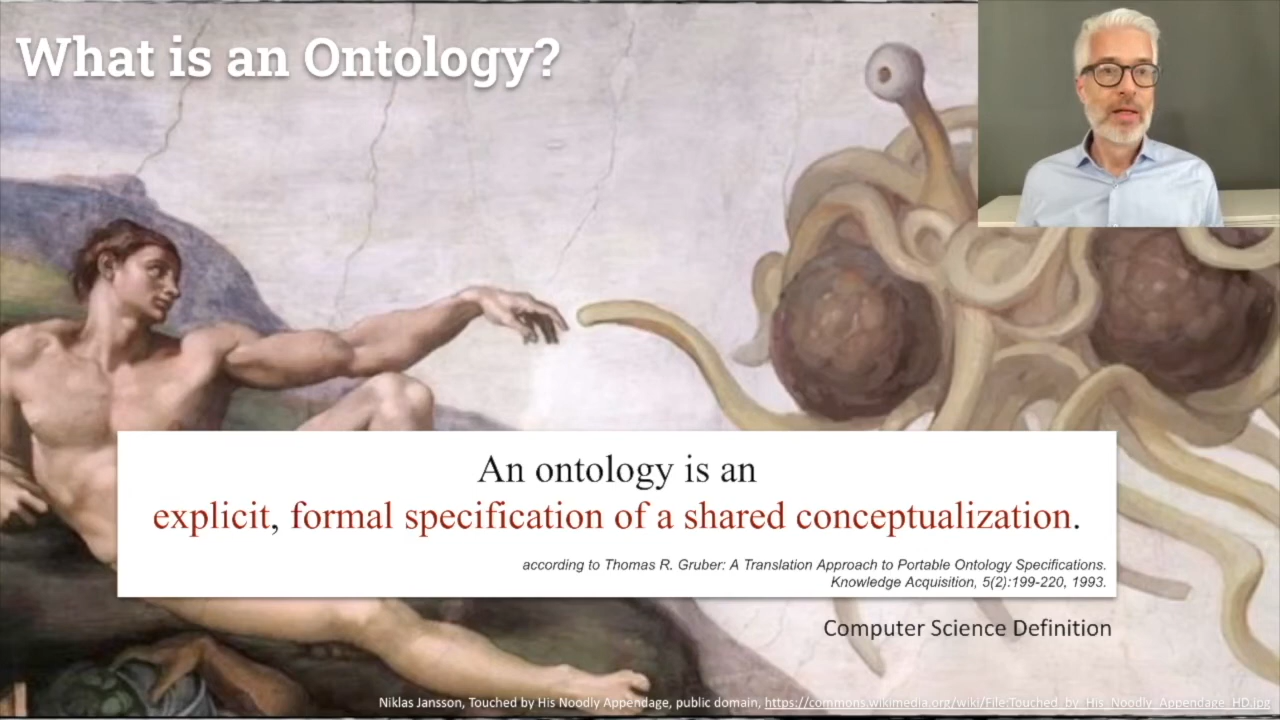 What is an Ontology?
An ontology is an
explicit, formal specification of a shared conceptualization.
according to Thomas R. Gruber: A Translation Approach to Portable Ontology Specifications.
Knowledge Acquisition, 5(2):199-220, 1993.
Computer Science Definition
Niklas Jansson, Touched by His Noodly Appendage, public domain, https://commons.wikimedia.org/wiki/File:Touched_by_His_Noodly_Appendage_HD.jpg